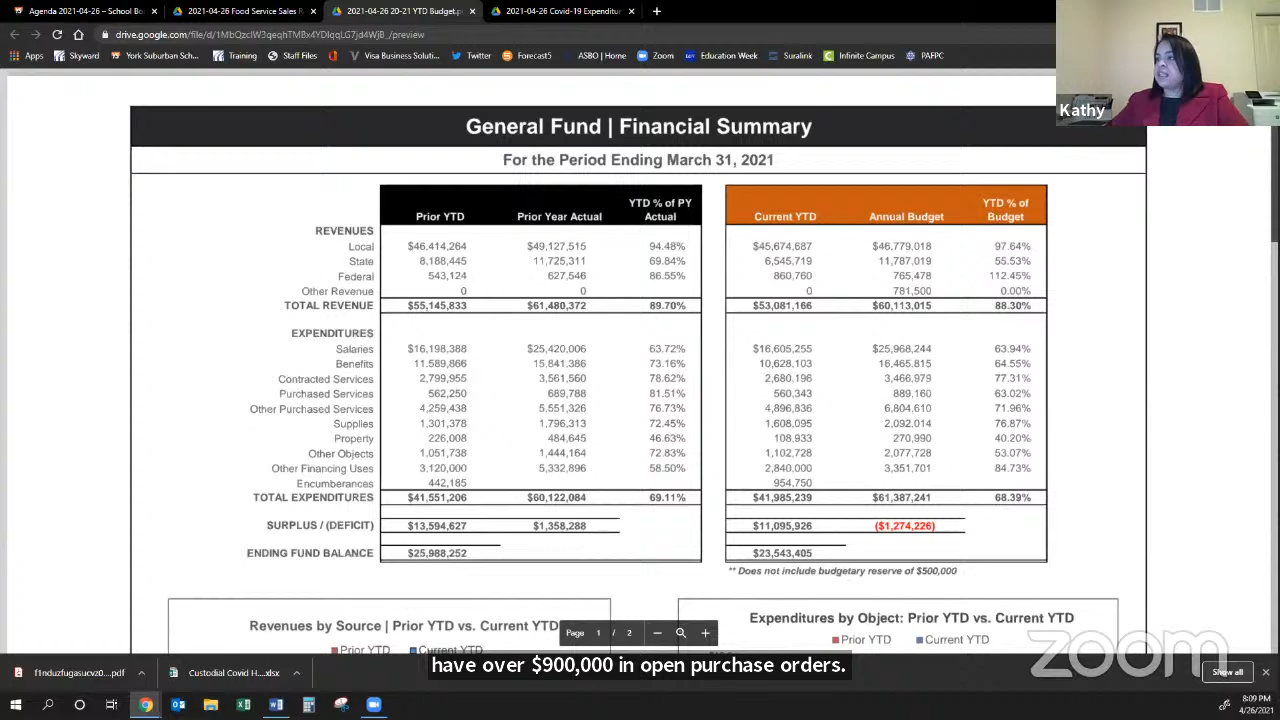 Agenda 2021-04-26 – School Boa
2021-04-26 Food Service Sales R
2021-04-26 20-21 YTD Budget.p
2021-04-26 Covid-19 Expenditur
drive.google.com/file/d/1MbQzclW3qeqhTMBx4YDlqqLG7jd4WjB_/preview
Apps Skyward York Suburban Sch... Training Staff Files Visa Business Soluti... Twitter Forecast5 ASBO | Home Zoom Education Week Suralink Infinite Campus PAFPC
Kathy
General Fund | Financial Summary
For the Period Ending March 31, 2021
Prior YTD Prior Year Actual YTD % of PY Actual Current YTD Annual Budget YTD % of Budget
REVENUES
Local $46,414,264 $49,127,515 94.48% $45,674,687 $46,779,018 97.64%
State 8,188,445 11,725,311 69.84% 6,545,719 11,787,019 55.53%
Federal 543,124 627,546 86.55% 860,760 765,478 112.45%
Other Revenue 0 0 0 781,500 0.00%
TOTAL REVENUE $55,145,833 $61,480,372 89.70% $53,081,166 $60,113,015 88.30%
EXPENDITURES
Salaries $16,198,388 $25,420,006 63.72% $16,605,255 $25,968,244 63.94%
Benefits 11,589,866 15,841,386 73.16% 10,628,103 16,465,815 64.55%
Contracted Services 2,799,955 3,561,560 78.62% 2,680,196 3,466,979 77.31%
Purchased Services 562,250 689,788 81.51% 560,343 889,160 63.02%
Other Purchased Services 4,259,438 5,551,326 76.73% 4,896,836 6,804,610 71.96%
Supplies 1,301,378 1,796,313 72.45% 1,608,095 2,092,014 76.87%
Property 226,008 484,645 46.63% 108,933 270,990 40.20%
Other Objects 1,051,738 1,444,164 72.83% 1,102,728 2,077,728 53.07%
Other Financing Uses 3,120,000 5,332,896 58.50% 2,840,000 3,351,701 84.73%
Encumberances 442,185 954,750
TOTAL EXPENDITURES $41,551,206 $60,122,084 69.11% $41,985,239 $61,387,241 68.39%
SURPLUS / (DEFICIT) $13,594,627 $1,358,288 $11,095,926 ($1,274,226)
ENDING FUND BALANCE $25,988,252 $23,543,405
** Does not include budgetary reserve of $500,000
Revenues by Source | Prior YTD vs. Current YTD
Prior YTD Current YTD
Expenditures by Object: Prior YTD vs. Current YTD
Prior YTD Current YTD
Page 1 / 2
zoom
have over $900,000 in open purchase orders.
f1nduzfugasucvz0....pdf
Custodial Covid H....xlsx
Show all
8:09 PM
4/26/2021